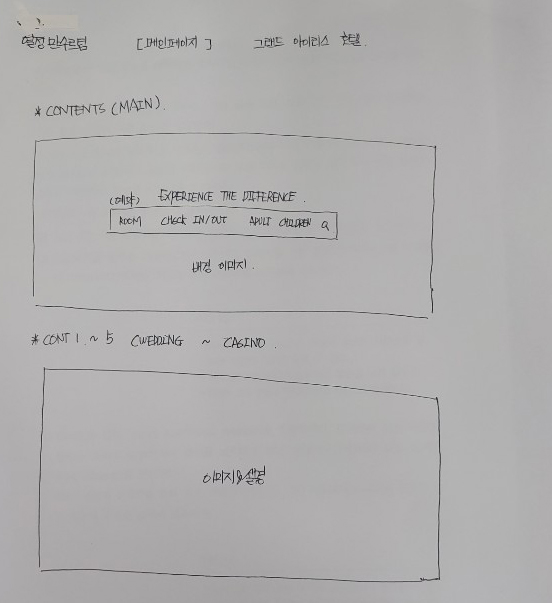 열정만수르팀 [메인페이지] 그랜드 아이리스 호텔.
* CONTENTS (MAIN).
(예약) EXPERIENCE THE DIFFERENCE.
ROOM CHECK IN/OUT ADULT CHILDREN
배경 이미지.
* CONT 1. ~ 5 (WEDDING ~ CASINO.
이미지&설명